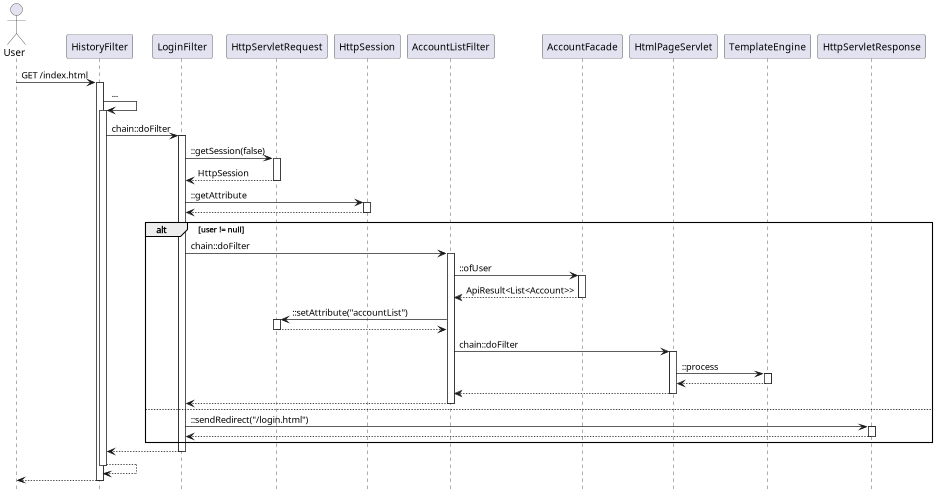 User
HistoryFilter
LoginFilter
HttpServletRequest
HttpSession
AccountListFilter
AccountFacade
HtmlPageServlet
TemplateEngine
HttpServletResponse
GET /index.html
...
chain::doFilter
::getSession(false)
HttpSession
::getAttribute
alt [user != null]
chain::doFilter
::ofUser
ApiResult<List<Account>>
::setAttribute("accountList")
chain::doFilter
::process
::sendRedirect("/login.html")